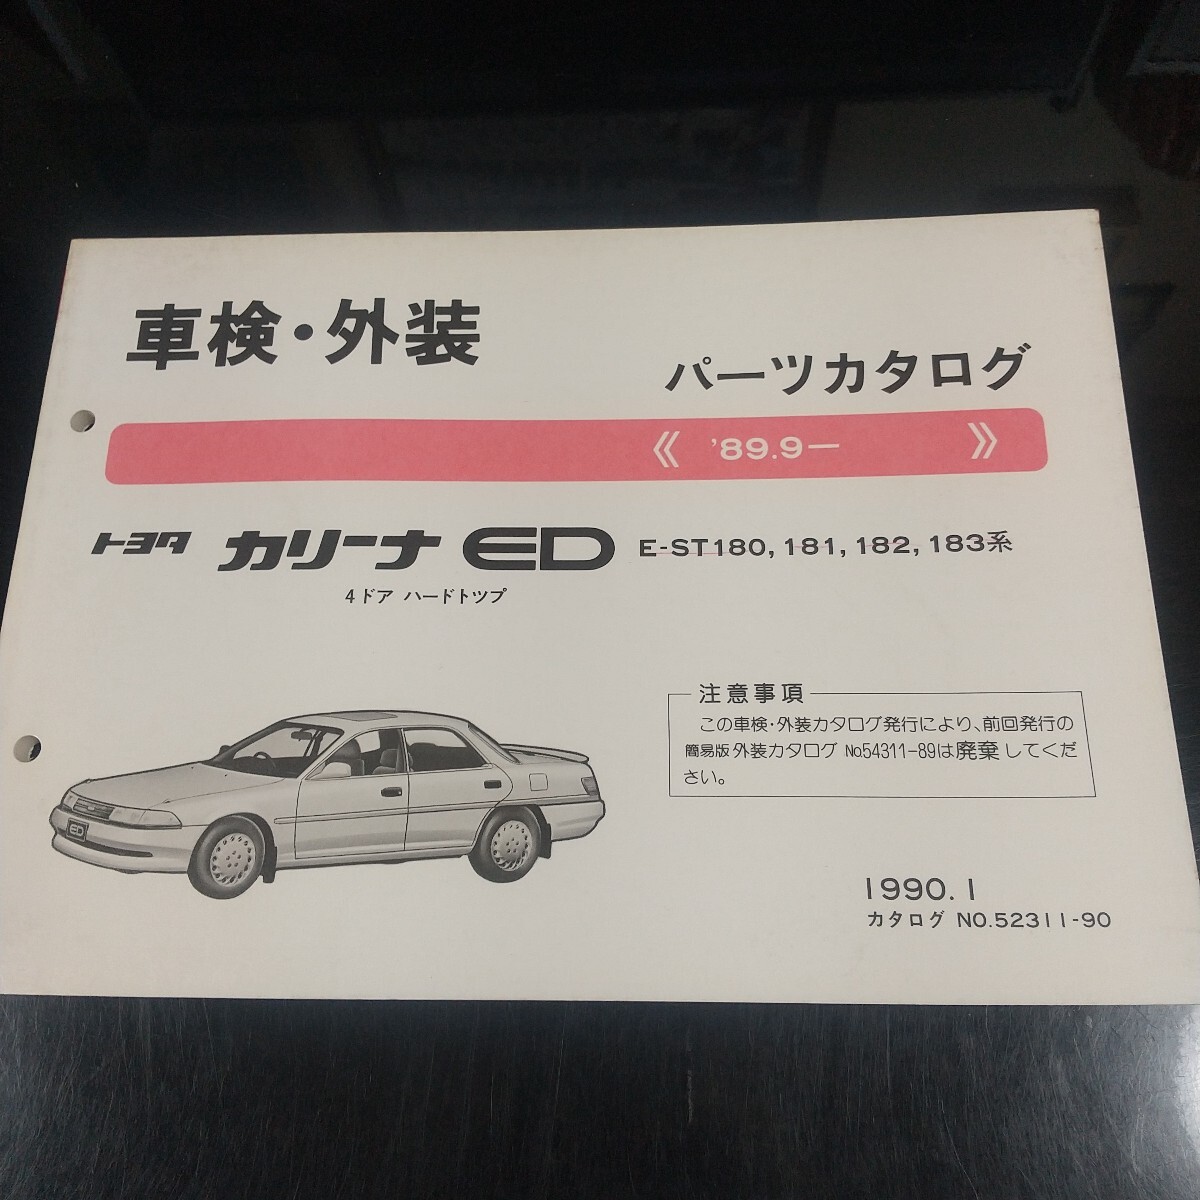 車検・外装
パーツカタログ
《 '89.9ー 》
トヨタ カリーナ ED E-ST180, 181, 182, 183系
4ドア ハードトップ
注意事項
この車検・外装カタログ発行により、前回発行の
簡易版 外装カタログ No.54311-89は廃棄してくだ
さい。
ED
1990.1
カタログ NO.52311-90